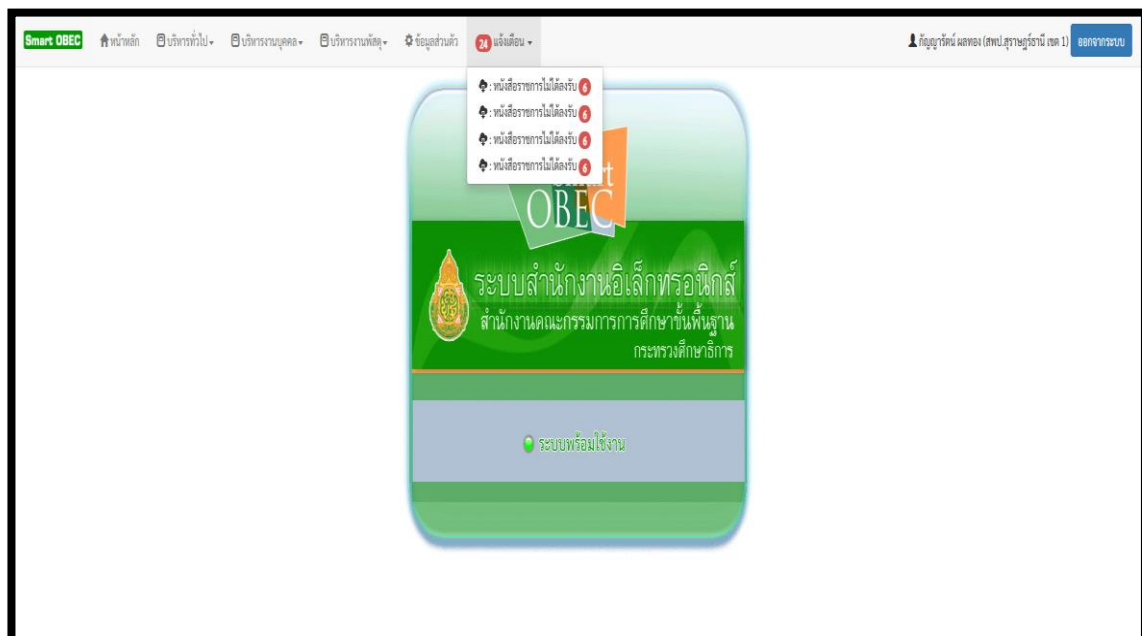 Smart OBEC หน้าหลัก บริหารทั่วไป บริหารงานบุคคล บริหารงานพัสดุ ข้อมูลส่วนตัว 24 แจ้งเตือน กัญญารัตน์ ผลทอง (สพป.สุราษฎร์ธานี เขต 1) ออกจากระบบ
: หนังสือราชการไม่ได้ลงรับ 6
: หนังสือราชการไม่ได้ลงรับ 6
: หนังสือราชการไม่ได้ลงรับ 6
: หนังสือราชการไม่ได้ลงรับ 6
OBEC
ระบบสำนักงานอิเล็กทรอนิกส์
สำนักงานคณะกรรมการการศึกษาขั้นพื้นฐาน
กระทรวงศึกษาธิการ
ระบบพร้อมใช้งาน